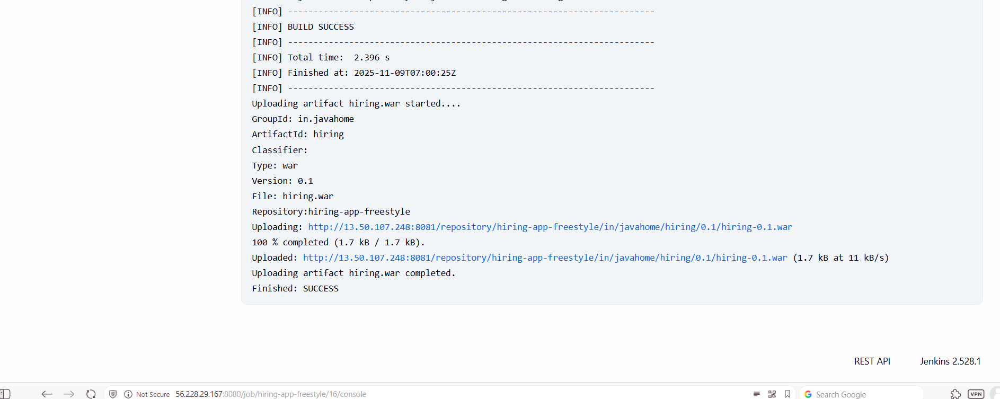 [INFO] ------------------------------------------------------------------------
[INFO] BUILD SUCCESS
[INFO] ------------------------------------------------------------------------
[INFO] Total time:  2.396 s
[INFO] Finished at: 2025-11-09T07:00:25Z
[INFO] ------------------------------------------------------------------------
Uploading artifact hiring.war started....
GroupId: in.javahome
ArtifactId: hiring
Classifier:
Type: war
Version: 0.1
File: hiring.war
Repository:hiring-app-freestyle
Uploading: http://13.50.107.248:8081/repository/hiring-app-freestyle/in/javahome/hiring/0.1/hiring-0.1.war
100 % completed (1.7 kB / 1.7 kB).
Uploaded: http://13.50.107.248:8081/repository/hiring-app-freestyle/in/javahome/hiring/0.1/hiring-0.1.war (1.7 kB at 11 kB/s)
Uploading artifact hiring.war completed.
Finished: SUCCESS
REST API Jenkins 2.528.1
Not Secure 56.228.29.167:8080/job/hiring-app-freestyle/16/console Search Google VPN